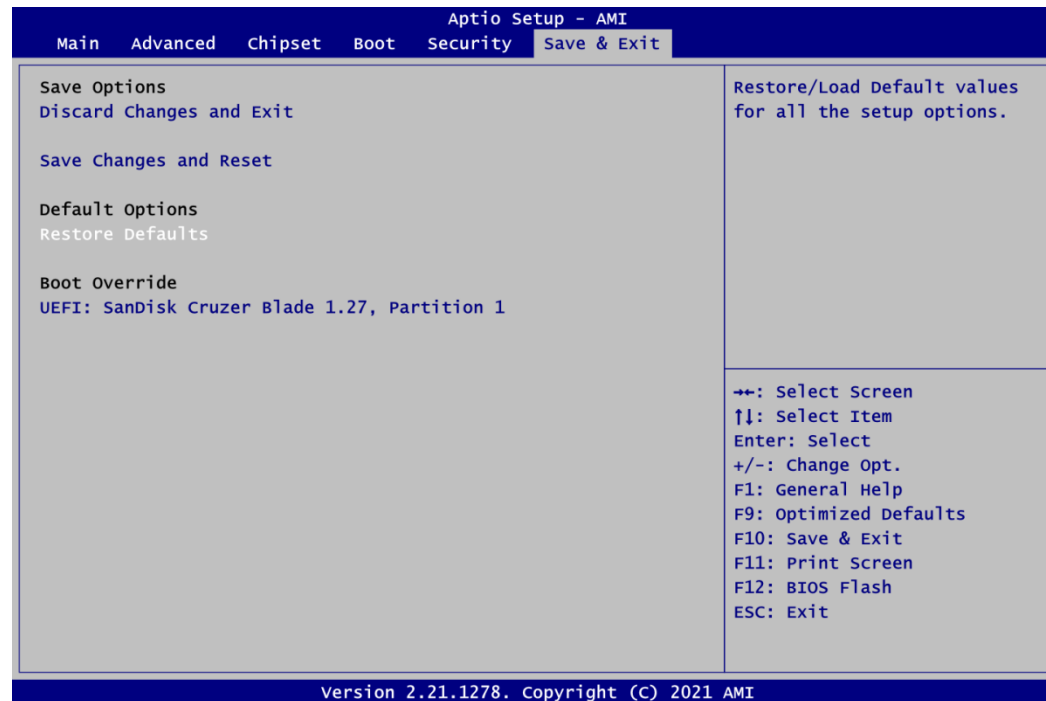 Aptio Setup - AMI
Main Advanced Chipset Boot Security Save & Exit
Save Options
Discard Changes and Exit
Save Changes and Reset
Default Options
Restore Defaults
Boot Override
UEFI: SanDisk Cruzer Blade 1.27, Partition 1
Restore/Load Default values
for all the setup options.
→←: Select Screen
↑↓: Select Item
Enter: Select
+/-: Change Opt.
F1: General Help
F9: Optimized Defaults
F10: Save & Exit
F11: Print Screen
F12: BIOS Flash
ESC: Exit
Version 2.21.1278. Copyright (C) 2021 AMI